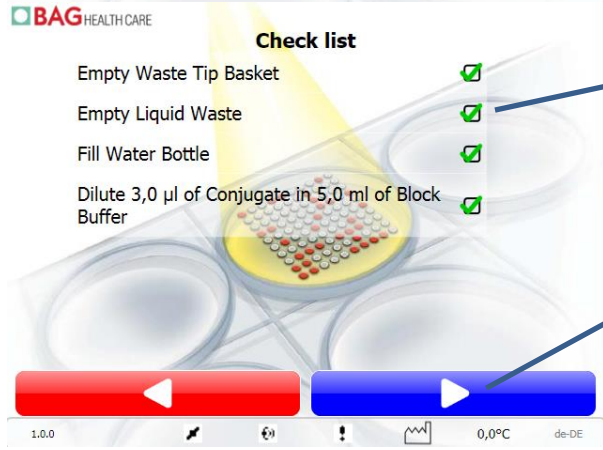 BAG HEALTH CARE
Check list
Empty Waste Tip Basket
Empty Liquid Waste
Fill Water Bottle
Dilute 3,0 µl of Conjugate in 5,0 ml of Block
Buffer
1.0.0 0,0°C de-DE